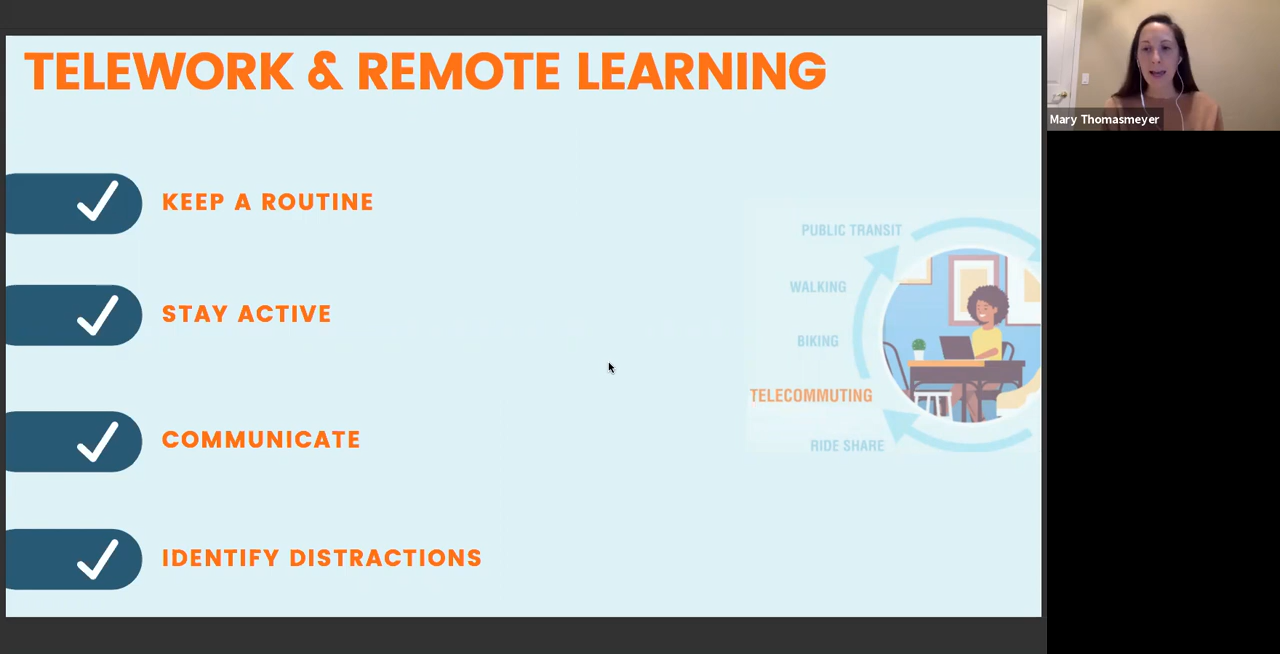 TELEWORK & REMOTE LEARNING
Mary Thomasmeyer
KEEP A ROUTINE
STAY ACTIVE
COMMUNICATE
IDENTIFY DISTRACTIONS
PUBLIC TRANSIT
WALKING
BIKING
TELECOMMUTING
RIDE SHARE